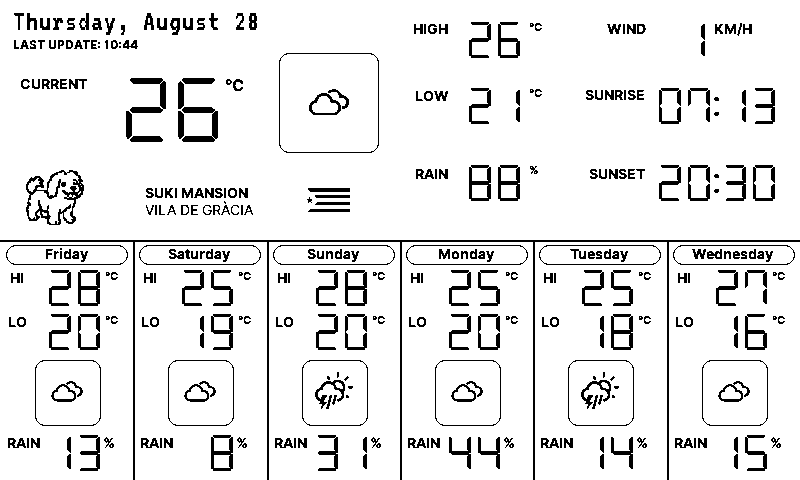 Thursday, August 28
LAST UPDATE: 10:44
CURRENT 26 °C
SUKI MANSION
VILA DE GRÀCIA
HIGH 26 °C
LOW 21 °C
RAIN 88 %
WIND 1 KM/H
SUNRISE 07:13
SUNSET 20:30
Friday
HI 28 °C
LO 20 °C
RAIN 13 %
Saturday
HI 25 °C
LO 19 °C
RAIN 8 %
Sunday
HI 28 °C
LO 20 °C
RAIN 31 %
Monday
HI 25 °C
LO 20 °C
RAIN 44 %
Tuesday
HI 25 °C
LO 18 °C
RAIN 14 %
Wednesday
HI 27 °C
LO 16 °C
RAIN 15 %